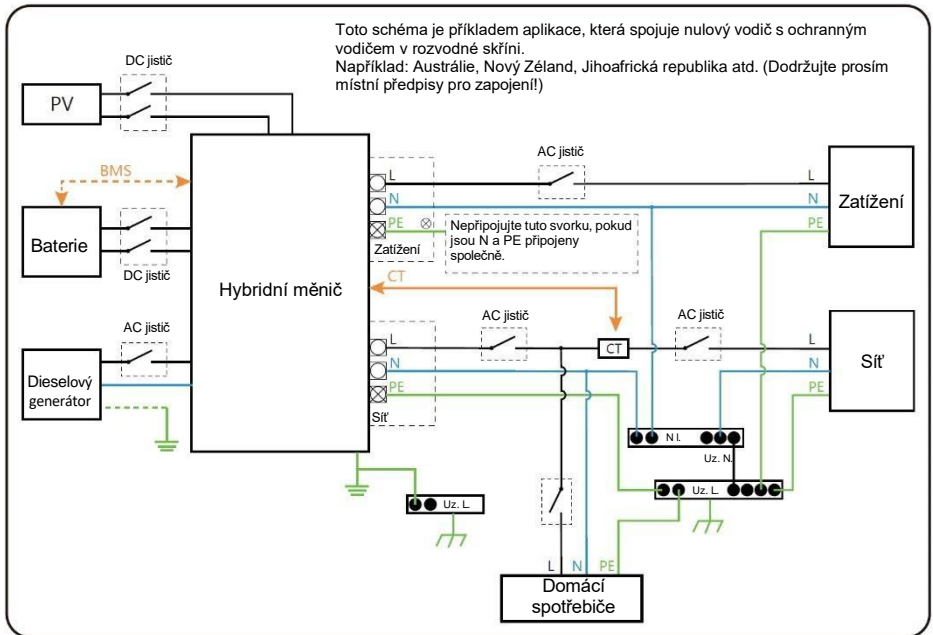 Toto schéma je příkladem aplikace, která spojuje nulový vodič s ochranným
vodičem v rozvodné skříni.
Například: Austrálie, Nový Zéland, Jihoafrická republika atd. (Dodržujte prosím
místní předpisy pro zapojení!)
DC jistič
PV
BMS
Baterie
DC jistič
AC jistič
Dieselový
generátor
Hybridní měnič
L
N
PE
Zatížení
Nepřipojujte tuto svorku, pokud
jsou N a PE připojeny
společně.
AC jistič
L
N
PE
Zatížení
CT
AC jistič
CT
AC jistič
L
N
PE
Síť
L
N
PE
Síť
N l.
Uz. N.
Uz. L.
Uz. L.
L N PE
Domácí
spotřebiče